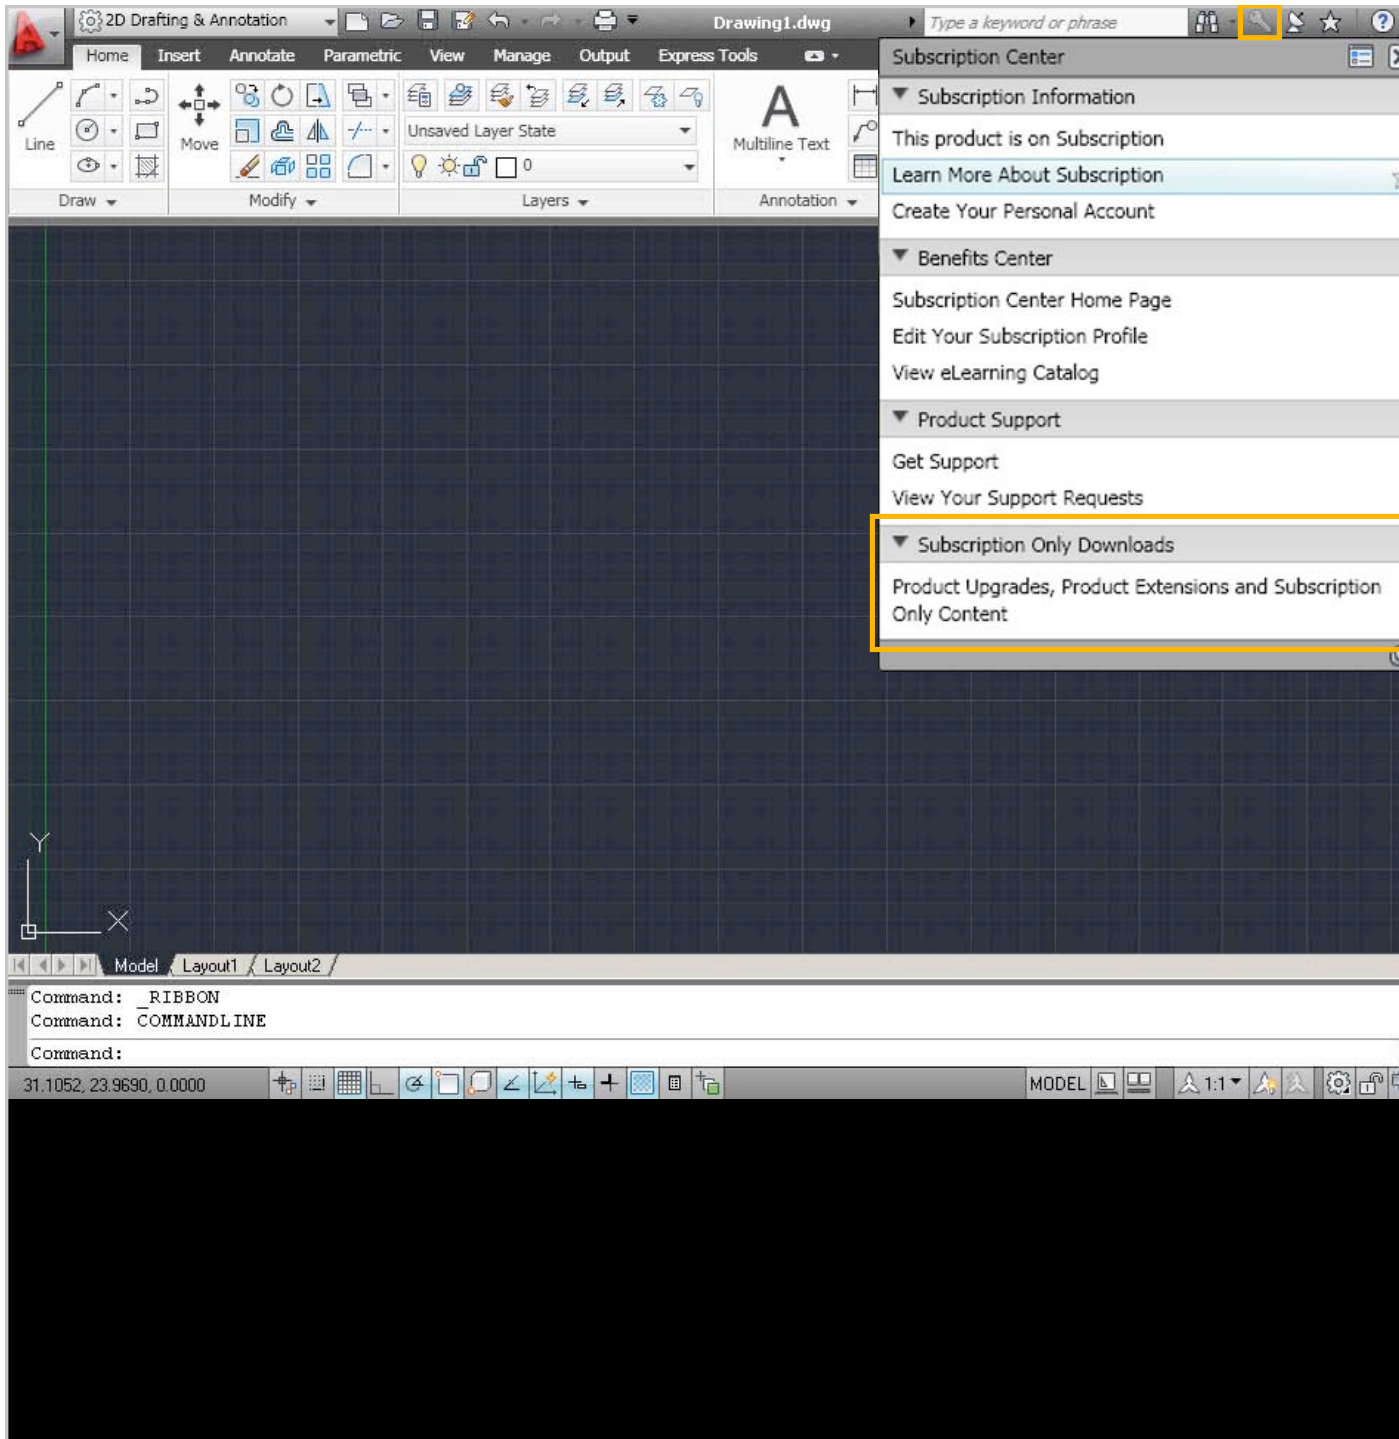 2D Drafting & Annotation
Drawing1.dwg
Type a keyword or phrase
Home Insert Annotate Parametric View Manage Output Express Tools
Line
Move
Unsaved Layer State
0
A
Multiline Text
Draw
Modify
Layers
Annotation
Subscription Center
Subscription Information
This product is on Subscription
Learn More About Subscription
Create Your Personal Account
Benefits Center
Subscription Center Home Page
Edit Your Subscription Profile
View eLearning Catalog
Product Support
Get Support
View Your Support Requests
Subscription Only Downloads
Product Upgrades, Product Extensions and Subscription
Only Content
Y
X
Model Layout1 Layout2
Command: _RIBBON
Command: COMMANDLINE
Command:
31.1052, 23.9690, 0.0000
MODEL 1:1